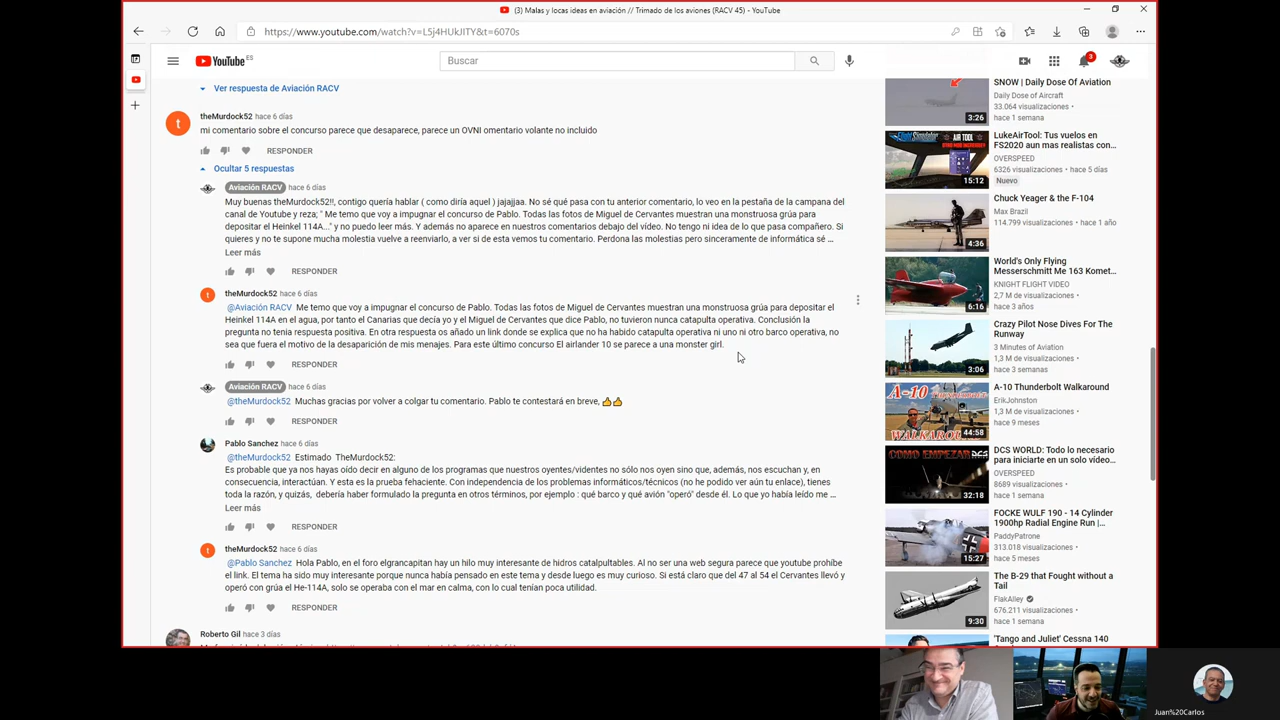 (3) Malas y locas ideas en aviación // Trimado de los aviones (RACV 45) - YouTube
https://www.youtube.com/watch?v=L5j4HUkJITY&t=6070s
YouTube ES
Buscar
3
Ver respuesta de Aviación RACV
t
theMurdock52 hace 6 días
mi comentario sobre el concurso parece que desaparece, parece un OVNI omentario volante no incluido
RESPONDER
Ocultar 5 respuestas
Aviación RACV hace 6 días
Muy buenas theMurdock52!!, contigo quería hablar ( como diría aquel ) jajajjaa. No sé qué pasa con tu anterior comentario, lo veo en la pestaña de la campana del
canal de Youtube y reza; " Me temo que voy a impugnar el concurso de Pablo. Todas las fotos de Miguel de Cervantes muestran una monstruosa grúa para
depositar el Heinkel 114A..." y no puedo leer más. Y además no aparece en nuestros comentarios debajo del vídeo. No tengo ni idea de lo que pasa compañero. Si
quieres y no te supone mucha molestia vuelve a reenviarlo, a ver si de esta vemos tu comentario. Perdona las molestias pero sinceramente de informática sé ...
Leer más
RESPONDER
t
theMurdock52 hace 6 días
@Aviación RACV Me temo que voy a impugnar el concurso de Pablo. Todas las fotos de Miguel de Cervantes muestran una monstruosa grúa para depositar el
Heinkel 114A en el agua, por tanto el Canarias que decía yo y el Miguel de Cervantes que dice Pablo, no tuvieron nunca catapulta operativa. Conclusión la
pregunta no tenia respuesta positiva. En otra respuesta os añado un link donde se explica que no ha habido catapulta operativa ni uno ni otro barco operativa, no
sea que fuera el motivo de la desaparición de mis menajes. Para este último concurso El airlander 10 se parece a una monster girl.
RESPONDER
Aviación RACV hace 6 días
@theMurdock52 Muchas gracias por volver a colgar tu comentario. Pablo te contestará en breve, 👍👍
RESPONDER
Pablo Sanchez hace 6 días
@theMurdock52 Estimado TheMurdock52:
Es probable que ya nos hayas oído decir en alguno de los programas que nuestros oyentes/videntes no sólo nos oyen sino que, además, nos escuchan y, en
consecuencia, interactúan. Y esta es la prueba fehaciente. Con independencia de los problemas informáticos/técnicos (no he podido ver aún tu enlace), tienes
toda la razón, y quizás, debería haber formulado la pregunta en otros términos, por ejemplo : qué barco y qué avión "operó" desde él. Lo que yo había leído me ...
Leer más
RESPONDER
t
theMurdock52 hace 6 días
@Pablo Sanchez Hola Pablo, en el foro elgrancapitan hay un hilo muy interesante de hidros catalpultables. Al no ser una web segura parece que youtube prohíbe
el link. El tema ha sido muy interesante porque nunca había pensado en este tema y desde luego es muy curioso. Si está claro que del 47 al 54 el Cervantes llevó y
operó con grúa el He-114A, solo se operaba con el mar en calma, con lo cual tenían poca utilidad.
RESPONDER
Roberto Gil hace 3 días
SNOW | Daily Dose Of Aviation
Daily Dose of Aircraft
33.064 visualizaciones •
hace 1 semana
3:26
LukeAirTool: Tus vuelos en
FS2020 aun mas realistas con...
OVERSPEED
6326 visualizaciones • hace 5 días
Nuevo
AIR TOOL
15:12
Chuck Yeager & the F-104
Max Brazil
114.799 visualizaciones • hace 1 año
4:36
World's Only Flying
Messerschmitt Me 163 Komet...
KNIGHT FLIGHT VIDEO
2,7 M de visualizaciones •
hace 3 años
6:16
Crazy Pilot Nose Dives For The
Runway
3 Minutes of Aviation
1,3 M de visualizaciones •
hace 3 semanas
3:06
A-10 Thunderbolt Walkaround
ErikJohnston
1,3 M de visualizaciones •
hace 9 meses
A-10 THUNDERBOLT
WALKAROUND
44:58
DCS WORLD: Todo lo necesario
para iniciarte en un solo vídeo...
OVERSPEED
8689 visualizaciones •
hace 1 semana
COMO EMPEZAR DCS
32:18
FOCKE WULF 190 - 14 Cylinder
1900hp Radial Engine Run |...
PaddyPatrone
313.018 visualizaciones •
hace 5 meses
15:27
The B-29 that Fought without a
Tail
FlakAlley
676.211 visualizaciones •
hace 1 semana
9:30
'Tango and Juliet' Cessna 140
Juan%20Carlos